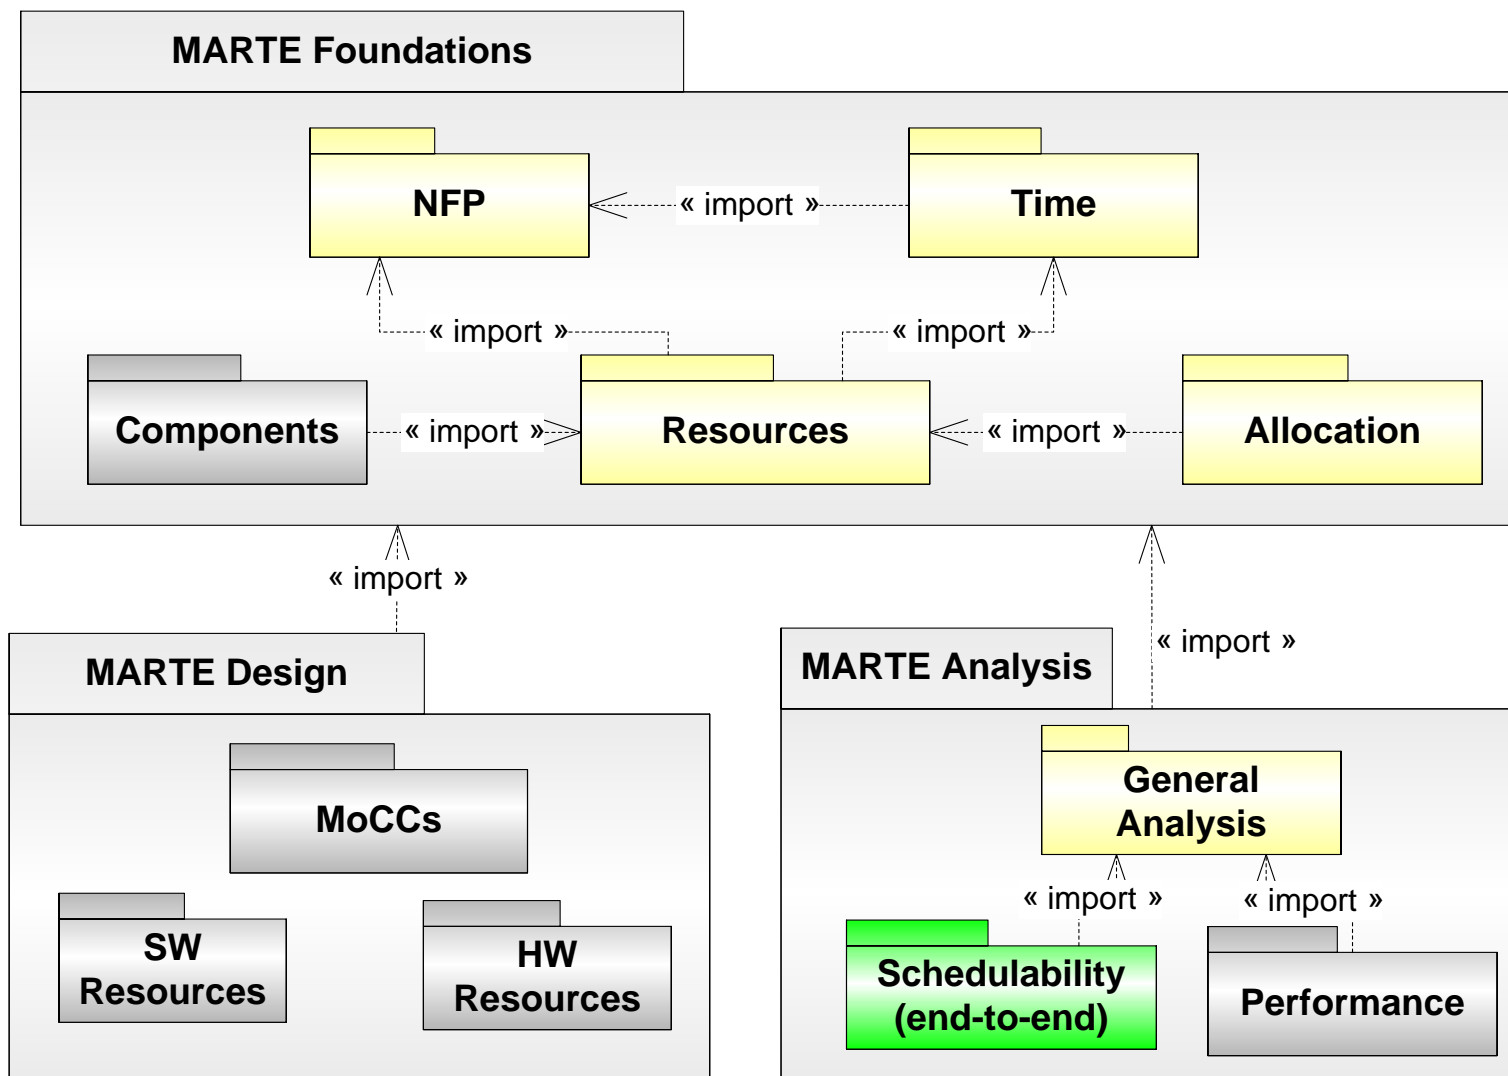 MARTE Foundations
NFP
« import »
Time
« import »
« import »
Components
« import »
Resources
« import »
Allocation
« import »
« import »
MARTE Design
MARTE Analysis
MoCCs
General
Analysis
SW
Resources
HW
Resources
« import »
« import »
Schedulability
(end-to-end)
Performance